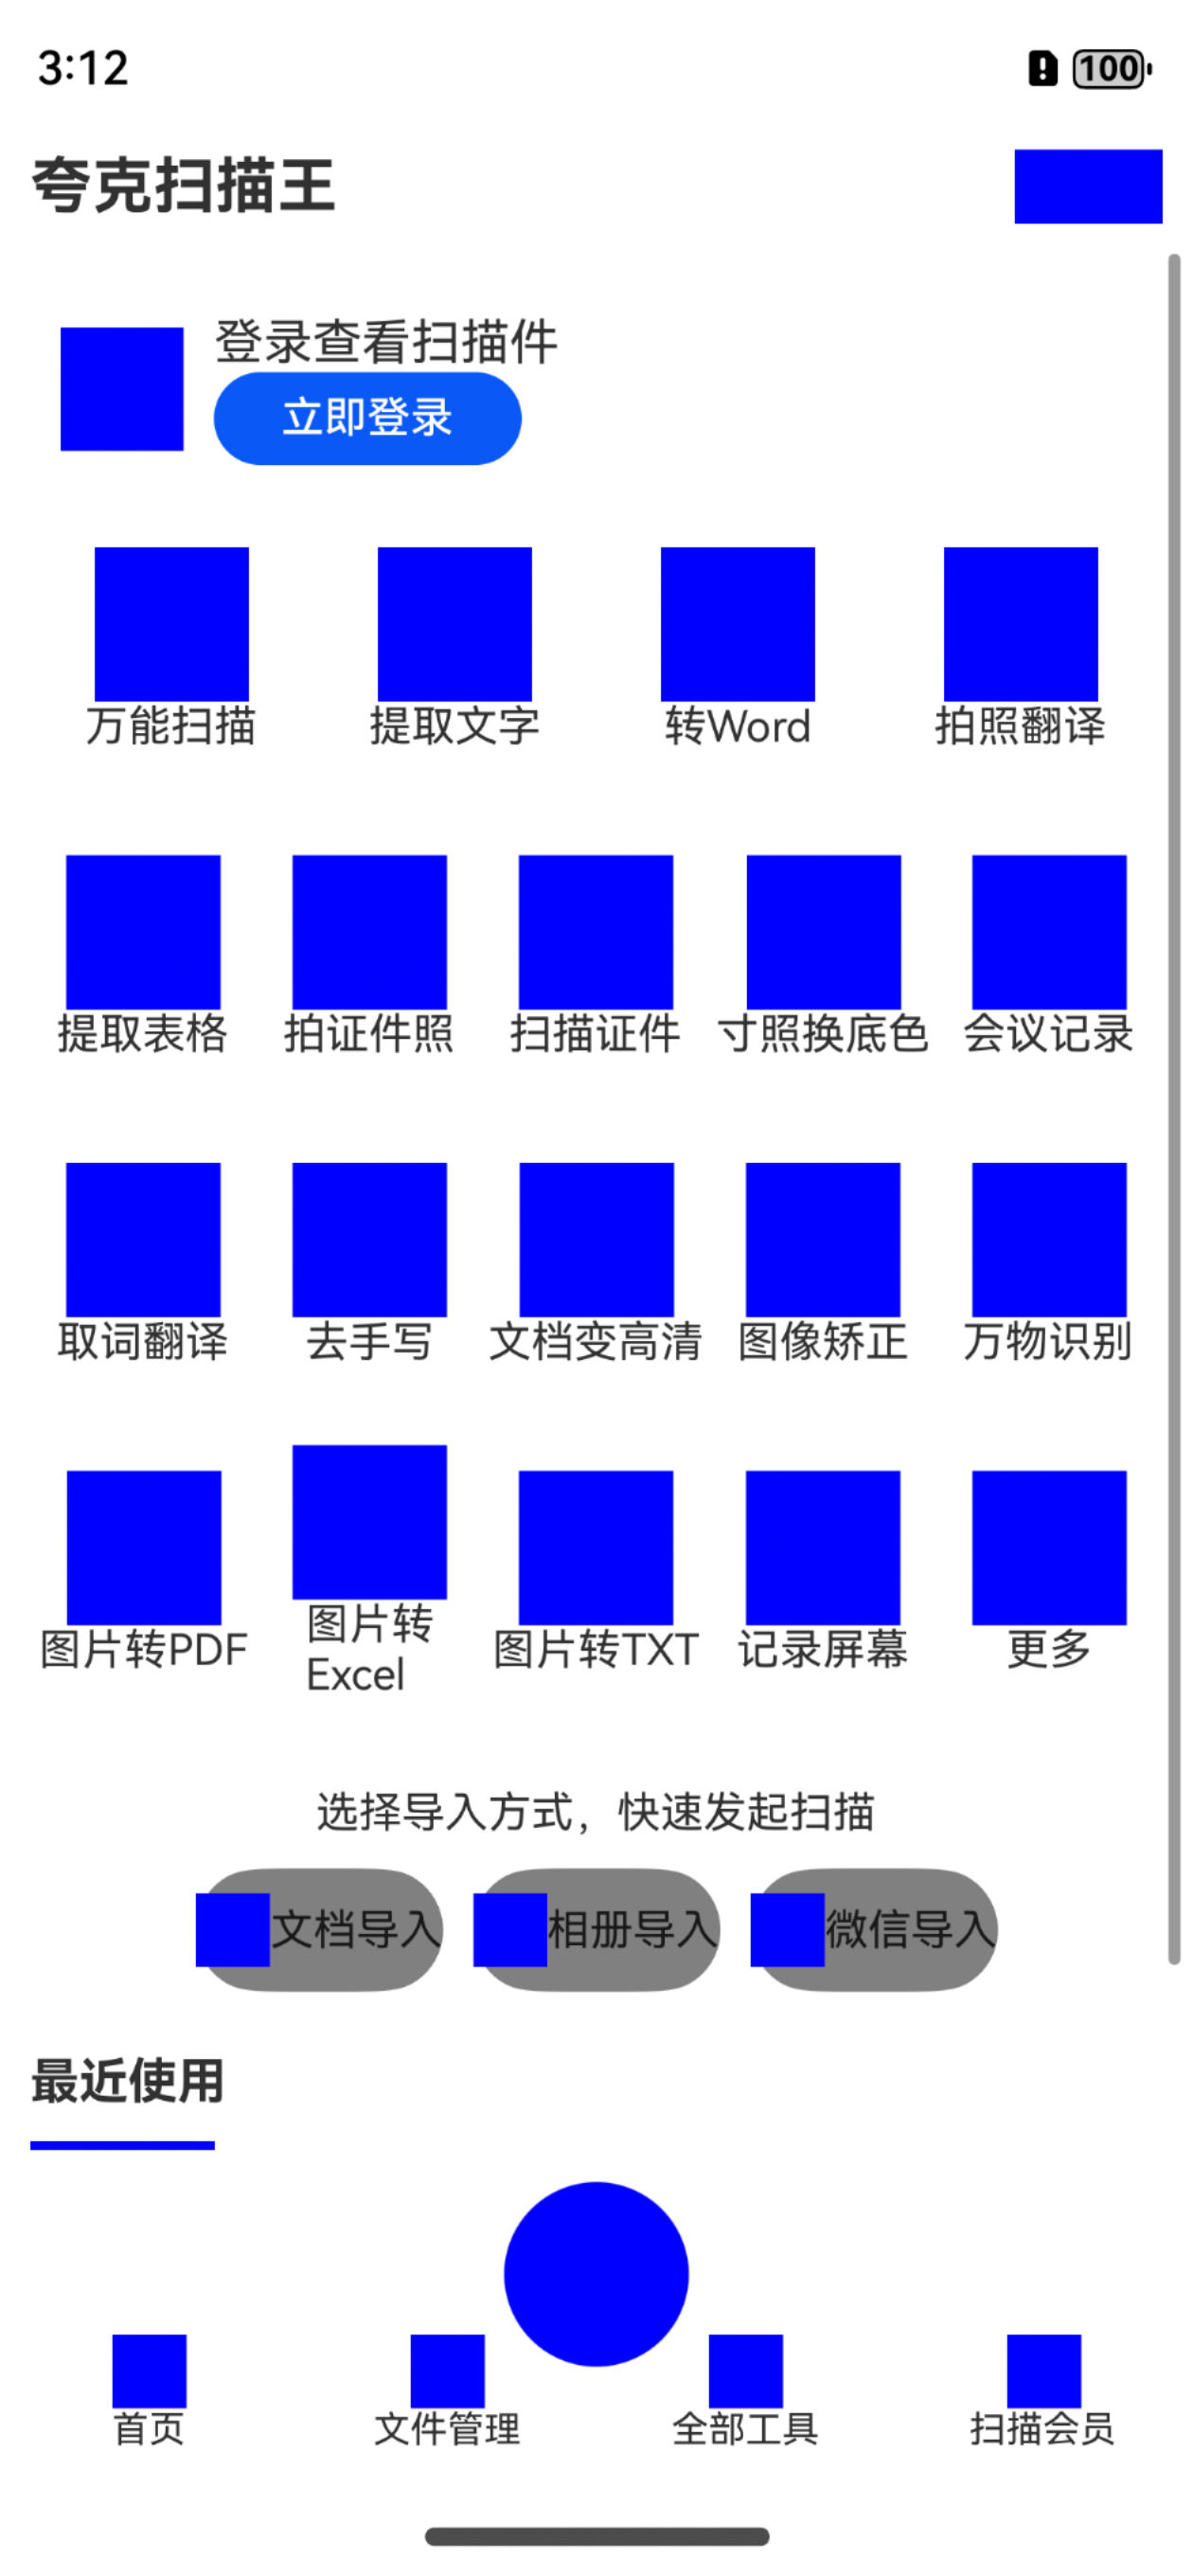 3:12
100
夸克扫描王
登录查看扫描件
立即登录
万能扫描 提取文字 转Word 拍照翻译
提取表格 拍证件照 扫描证件 寸照换底色 会议记录
取词翻译 去手写 文档变高清 图像矫正 万物识别
图片转PDF 图片转 图片转TXT 记录屏幕 更多
Excel
选择导入方式，快速发起扫描
文档导入 相册导入 微信导入
最近使用
首页 文件管理 全部工具 扫描会员